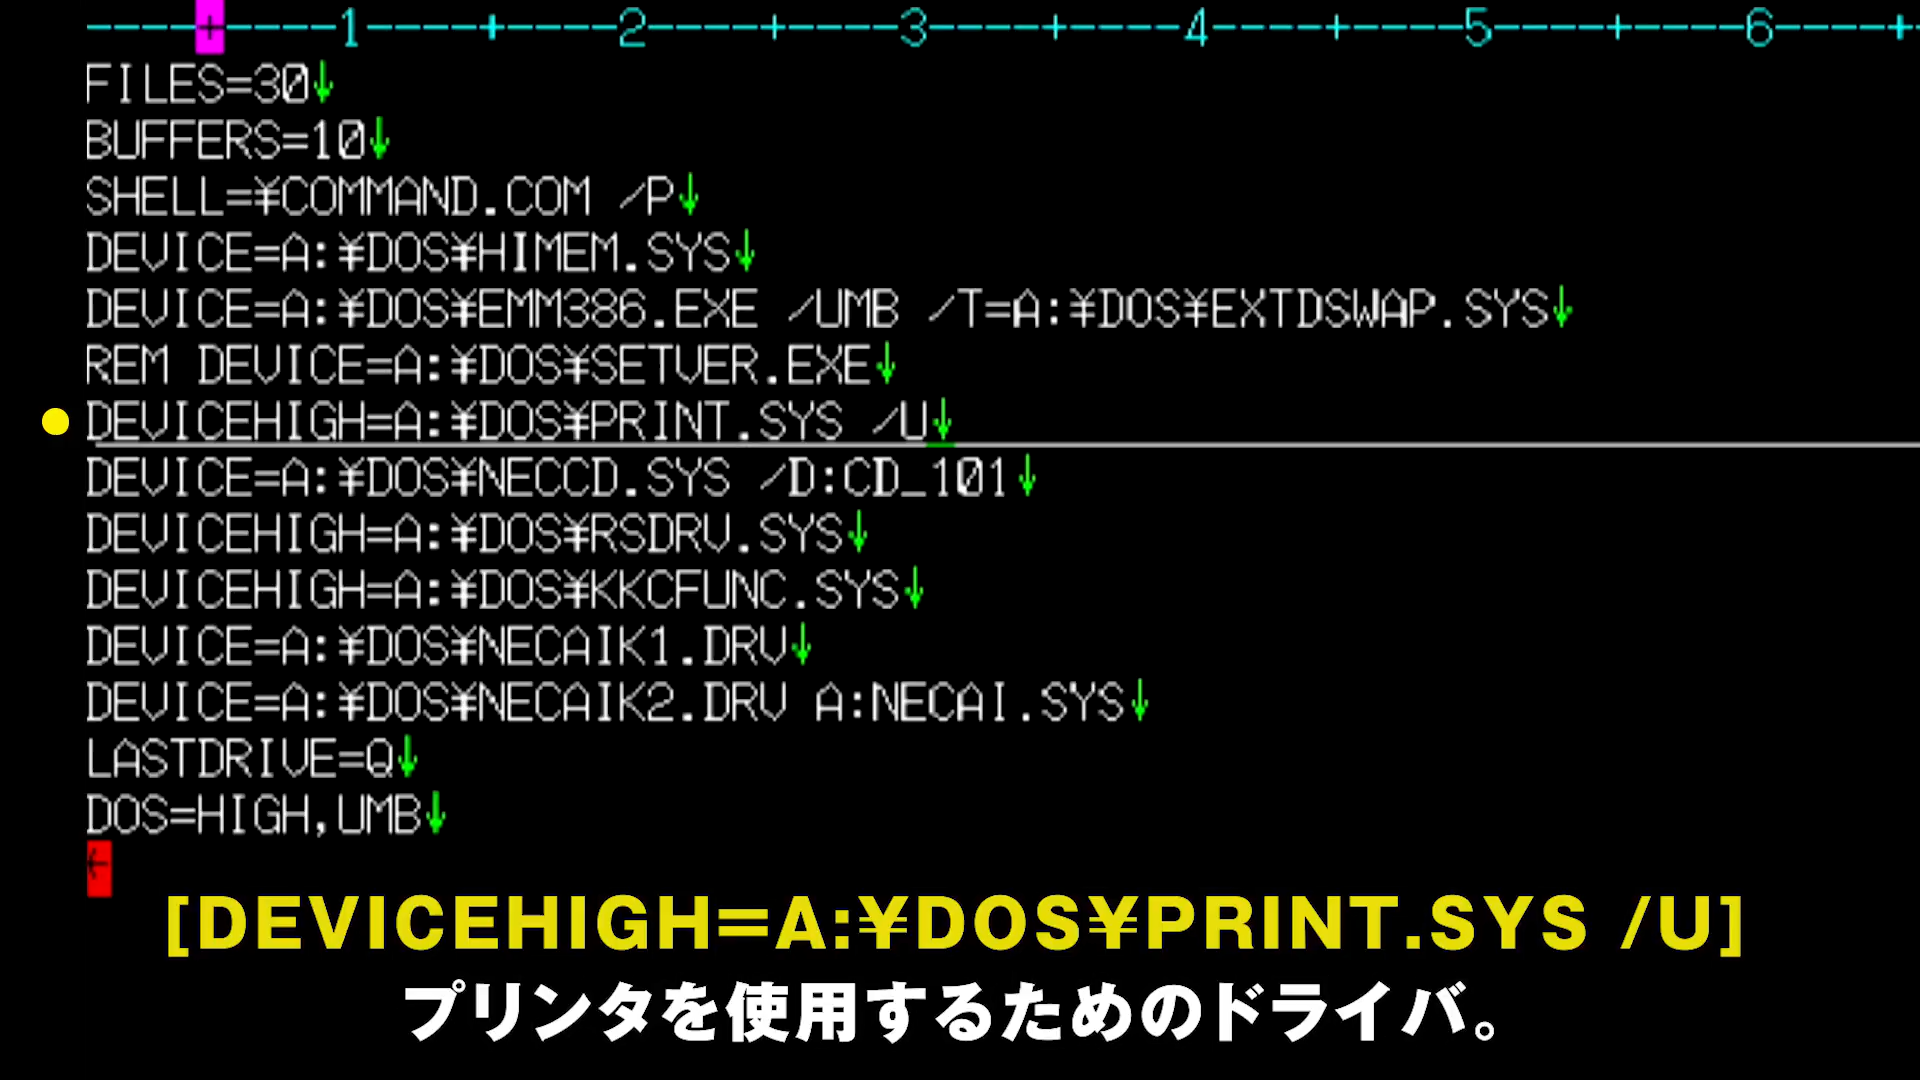 ----+----1----+----2----+----3----+----4----+----5----+----6----+-
FILES=30↓
BUFFERS=10↓
SHELL=¥COMMAND.COM /P↓
DEVICE=A:¥DOS¥HIMEM.SYS↓
DEVICE=A:¥DOS¥EMM386.EXE /UMB /T=A:¥DOS¥EXTDSWAP.SYS↓
REM DEVICE=A:¥DOS¥SETVER.EXE↓
DEVICEHIGH=A:¥DOS¥PRINT.SYS /U↓
DEVICE=A:¥DOS¥NECCD.SYS /D:CD_101↓
DEVICEHIGH=A:¥DOS¥RSDRV.SYS↓
DEVICEHIGH=A:¥DOS¥KKCFUNC.SYS↓
DEVICE=A:¥DOS¥NECAIK1.DRV↓
DEVICE=A:¥DOS¥NECAIK2.DRV A:NECAI.SYS↓
LASTDRIVE=Q↓
DOS=HIGH,UMB↓
←
[DEVICEHIGH=A:¥DOS¥PRINT.SYS /U]
プリンタを使用するためのドライバ。